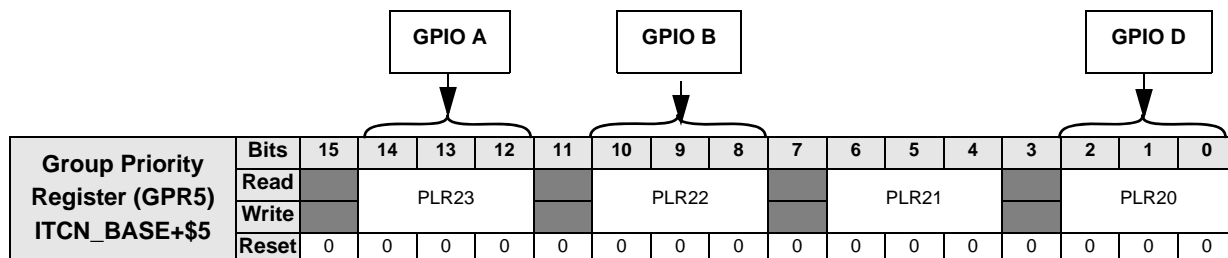 GPIO A GPIO B GPIO D
Group Priority Register (GPR5) ITCN_BASE+$5
Bits 15 14 13 12 11 10 9 8 7 6 5 4 3 2 1 0
Read
Write
PLR23 PLR22 PLR21 PLR20
Reset 0 0 0 0 0 0 0 0 0 0 0 0 0 0 0 0